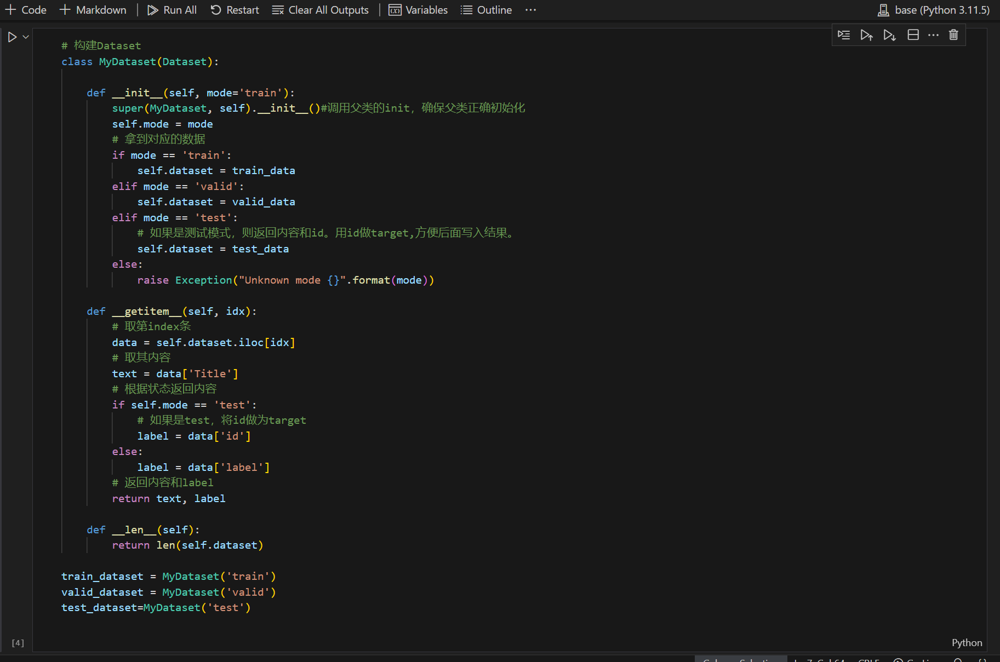 Code Markdown Run All Restart Clear All Outputs Variables Outline ··· base (Python 3.11.5)
# 构建Dataset
class MyDataset(Dataset):
def __init__(self, mode='train'):
super(MyDataset, self).__init__()#调用父类的init，确保父类正确初始化
self.mode = mode
# 拿到对应的数据
if mode == 'train':
self.dataset = train_data
elif mode == 'valid':
self.dataset = valid_data
elif mode == 'test':
# 如果是测试模式，则返回内容和id。用id做target,方便后面写入结果。
self.dataset = test_data
else:
raise Exception("Unknown mode {}".format(mode))
def __getitem__(self, idx):
# 取第index条
data = self.dataset.iloc[idx]
# 取其内容
text = data['Title']
# 根据状态返回内容
if self.mode == 'test':
# 如果是test，将id做为target
label = data['id']
else:
label = data['label']
# 返回内容和label
return text, label
def __len__(self):
return len(self.dataset)
train_dataset = MyDataset('train')
valid_dataset = MyDataset('valid')
test_dataset=MyDataset('test')
[4] Python